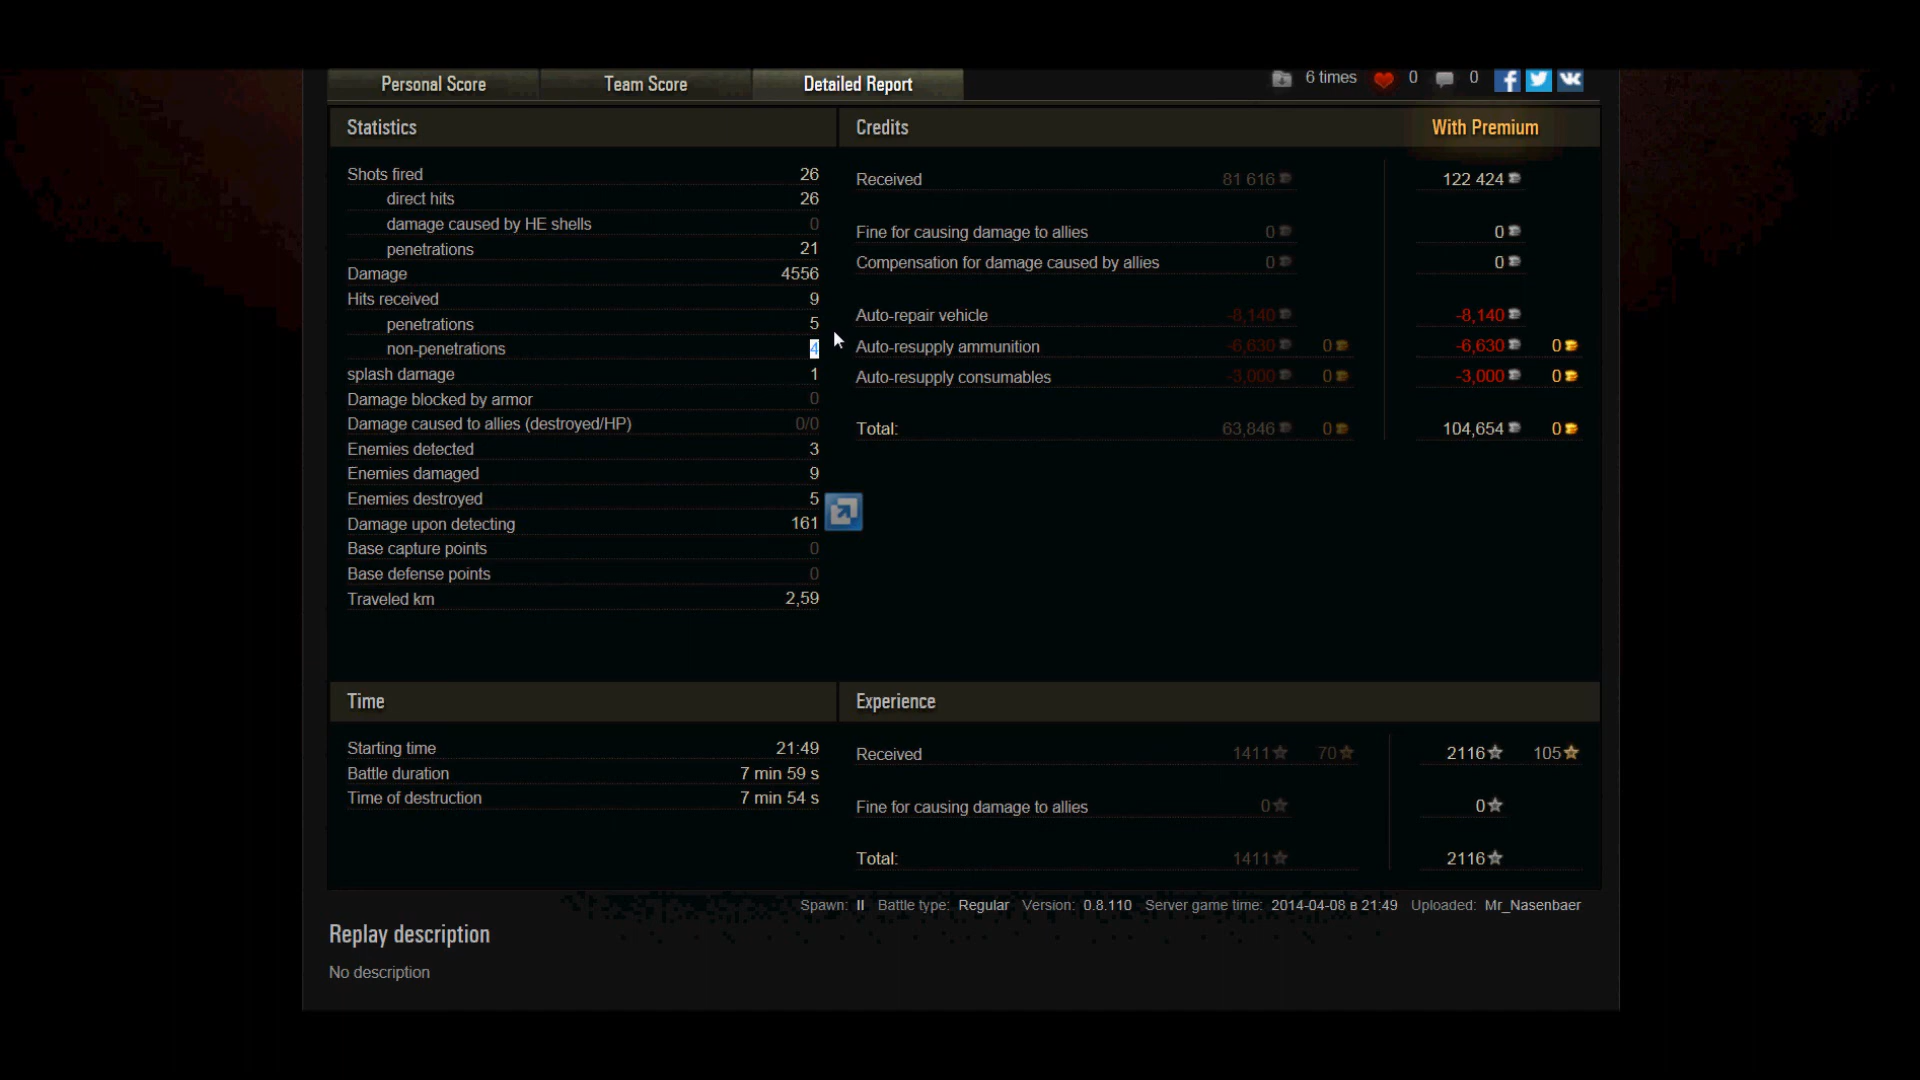 Personal Score Team Score Detailed Report 6 times 0 0
Statistics
Shots fired 26
direct hits 26
damage caused by HE shells 0
penetrations 21
Damage 4556
Hits received 9
penetrations 5
non-penetrations 4
splash damage 1
Damage blocked by armor 0
Damage caused to allies (destroyed/HP) 0/0
Enemies detected 3
Enemies damaged 9
Enemies destroyed 5
Damage upon detecting 161
Base capture points 0
Base defense points 0
Traveled km 2,59
Credits With Premium
Received 81 616 122 424
Fine for causing damage to allies 0 0
Compensation for damage caused by allies 0 0
Auto-repair vehicle -8,140 -8,140
Auto-resupply ammunition -6,630 0 -6,630 0
Auto-resupply consumables -3,000 0 -3,000 0
Total: 63,846 0 104,654 0
Time
Starting time 21:49
Battle duration 7 min 59 s
Time of destruction 7 min 54 s
Experience
Received 1411 70 2116 105
Fine for causing damage to allies 0 0
Total: 1411 2116
Spawn: II Battle type: Regular Version: 0.8.110 Server game time: 2014-04-08 в 21:49 Uploaded: Mr_Nasenbaer
Replay description
No description